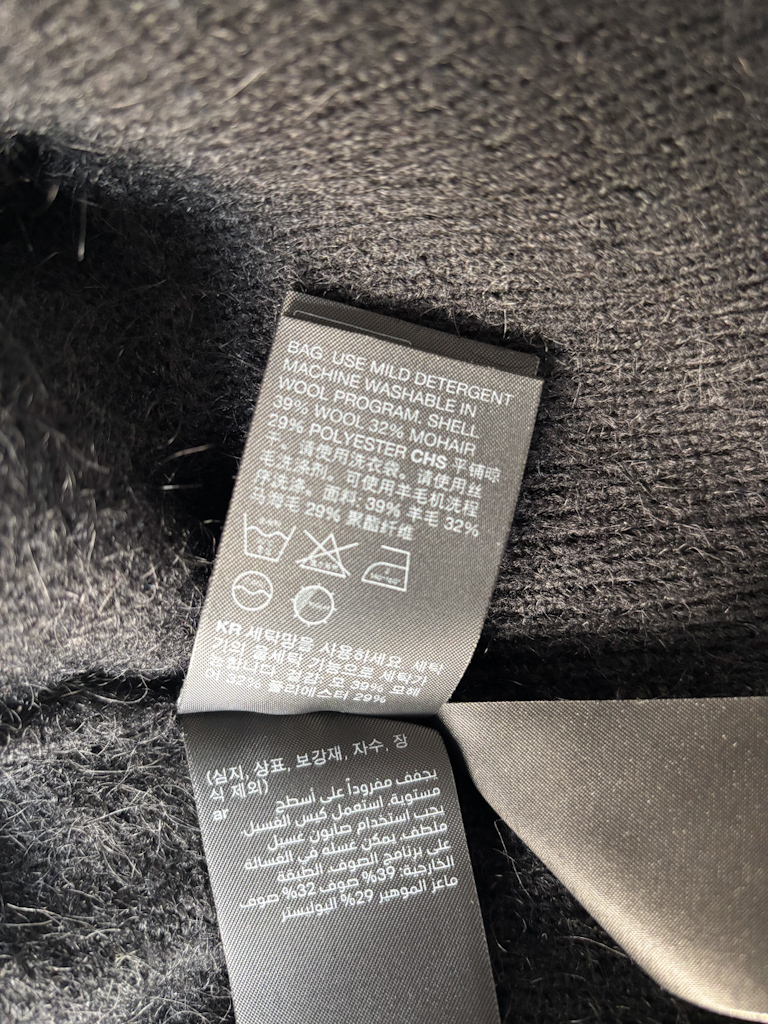 BAG. USE MILD DETERGENT
MACHINE WASHABLE IN
WOOL PROGRAM. SHELL
39% WOOL 32% MOHAIR
29% POLYESTER CHS 平铺晾
干。请使用洗衣袋。请使用丝
毛洗涤剂。可使用羊毛机洗程
序洗涤。面料: 39% 羊毛 32%
马海毛 29% 聚酯纤维
KR 세탁망을 사용하세요 세탁
기의 울세탁 기능으로 세탁가
능합니다. 겉감: 모 39% 모헤
어 32% 폴리에스터 29%
(심지, 상표, 보강재, 자수, 장
식 제외)
ar
يجفف مفروداً على أسطح
مستوية. استعمل كيس الغسيل.
يجب استخدام صابون غسيل
ملطف. يمكن غسله في الغسالة
على برنامج الصوف. الطبقة
الخارجية: 39% صوف 32% صوف
ماعز الموهير 29% البوليستر